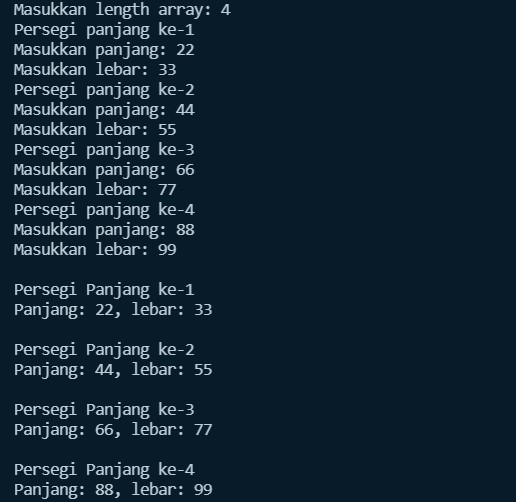 Masukkan length array: 4
Persegi panjang ke-1
Masukkan panjang: 22
Masukkan lebar: 33
Persegi panjang ke-2
Masukkan panjang: 44
Masukkan lebar: 55
Persegi panjang ke-3
Masukkan panjang: 66
Masukkan lebar: 77
Persegi panjang ke-4
Masukkan panjang: 88
Masukkan lebar: 99
Persegi Panjang ke-1
Panjang: 22, lebar: 33
Persegi Panjang ke-2
Panjang: 44, lebar: 55
Persegi Panjang ke-3
Panjang: 66, lebar: 77
Persegi Panjang ke-4
Panjang: 88, lebar: 99